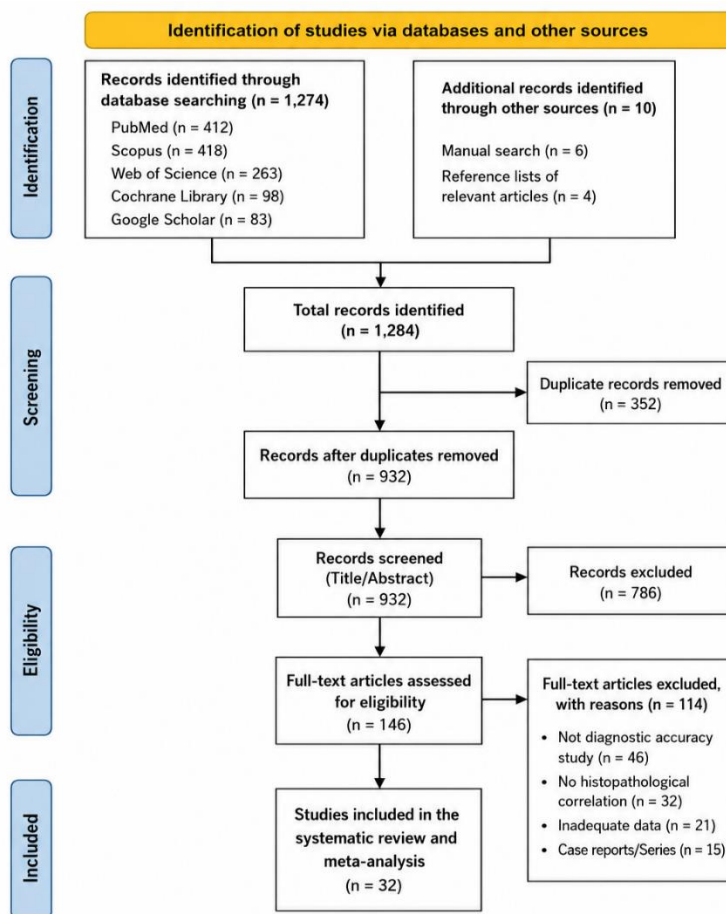 Identification of studies via databases and other sources
Identification
Records identified through
database searching (n = 1,274)
PubMed (n = 412)
Scopus (n = 418)
Web of Science (n = 263)
Cochrane Library (n = 98)
Google Scholar (n = 83)
Additional records identified
through other sources (n = 10)
Manual search (n = 6)
Reference lists of
relevant articles (n = 4)
Screening
Total records identified
(n = 1,284)
Duplicate records removed
(n = 352)
Records after duplicates removed
(n = 932)
Eligibility
Records screened
(Title/Abstract)
(n = 932)
Records excluded
(n = 786)
Full-text articles assessed
for eligibility
(n = 146)
Full-text articles excluded,
with reasons (n = 114)
• Not diagnostic accuracy
study (n = 46)
• No histopathological
correlation (n = 32)
• Inadequate data (n = 21)
• Case reports/Series (n = 15)
Included
Studies included in the
systematic review and
meta-analysis
(n = 32)